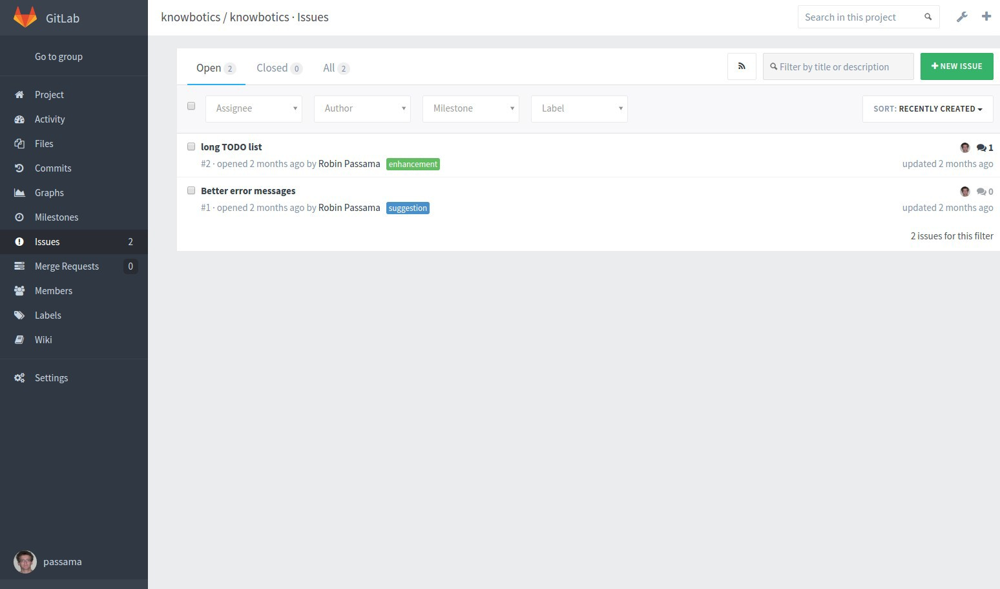 GitLab
knowbotics / knowbotics · Issues
Search in this project
Go to group
Project
Activity
Files
Commits
Graphs
Milestones
Issues 2
Merge Requests 0
Members
Labels
Wiki
Settings
passama
Open 2 Closed 0 All 2
Filter by title or description
NEW ISSUE
Assignee Author Milestone Label
SORT: RECENTLY CREATED
long TODO list 1
#2 · opened 2 months ago by Robin Passama enhancement updated 2 months ago
Better error messages 0
#1 · opened 2 months ago by Robin Passama suggestion updated 2 months ago
2 issues for this filter